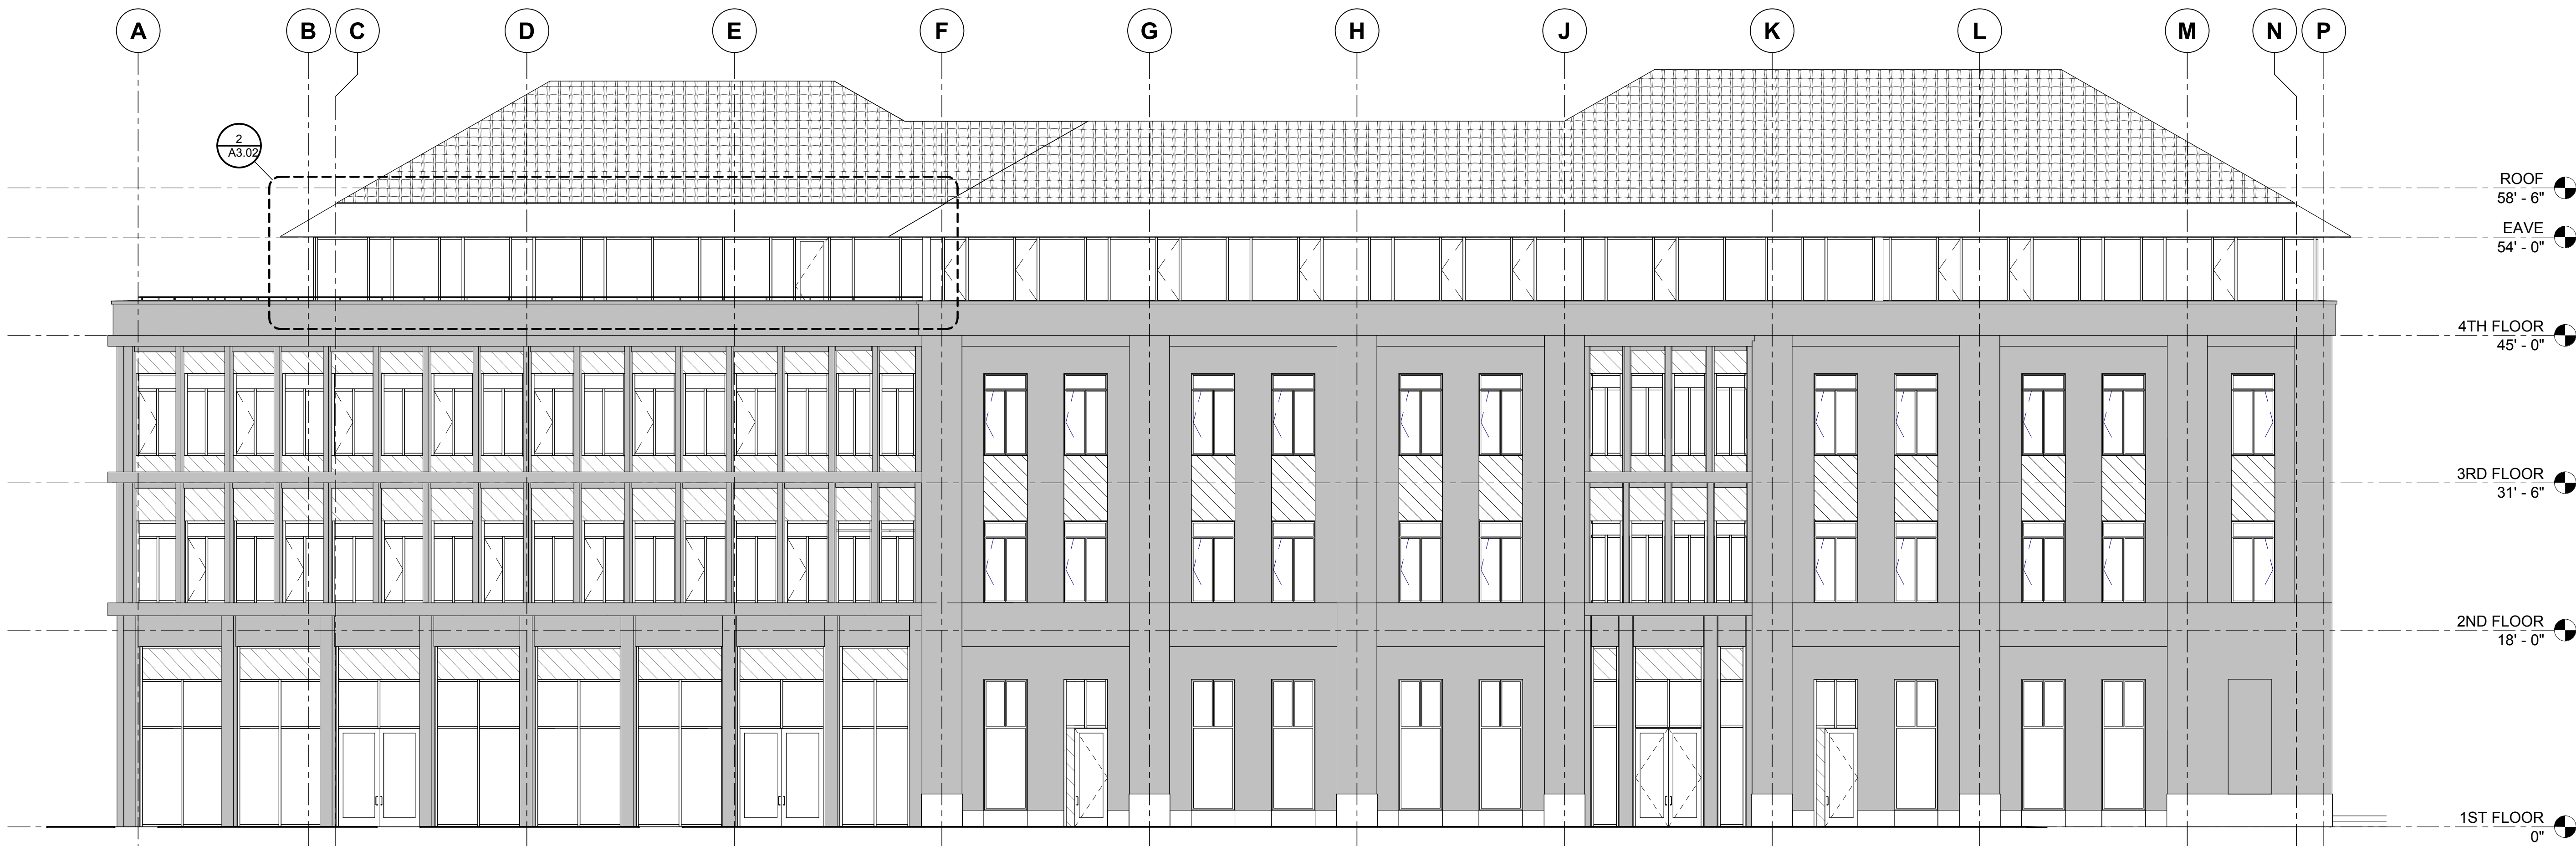 A
B
C
D
E
F
G
H
J
K
L
M
N
P
2
A3.02
ROOF
58' - 6"
EAVE
54' - 0"
4TH FLOOR
45' - 0"
3RD FLOOR
31' - 6"
2ND FLOOR
18' - 0"
1ST FLOOR
0"